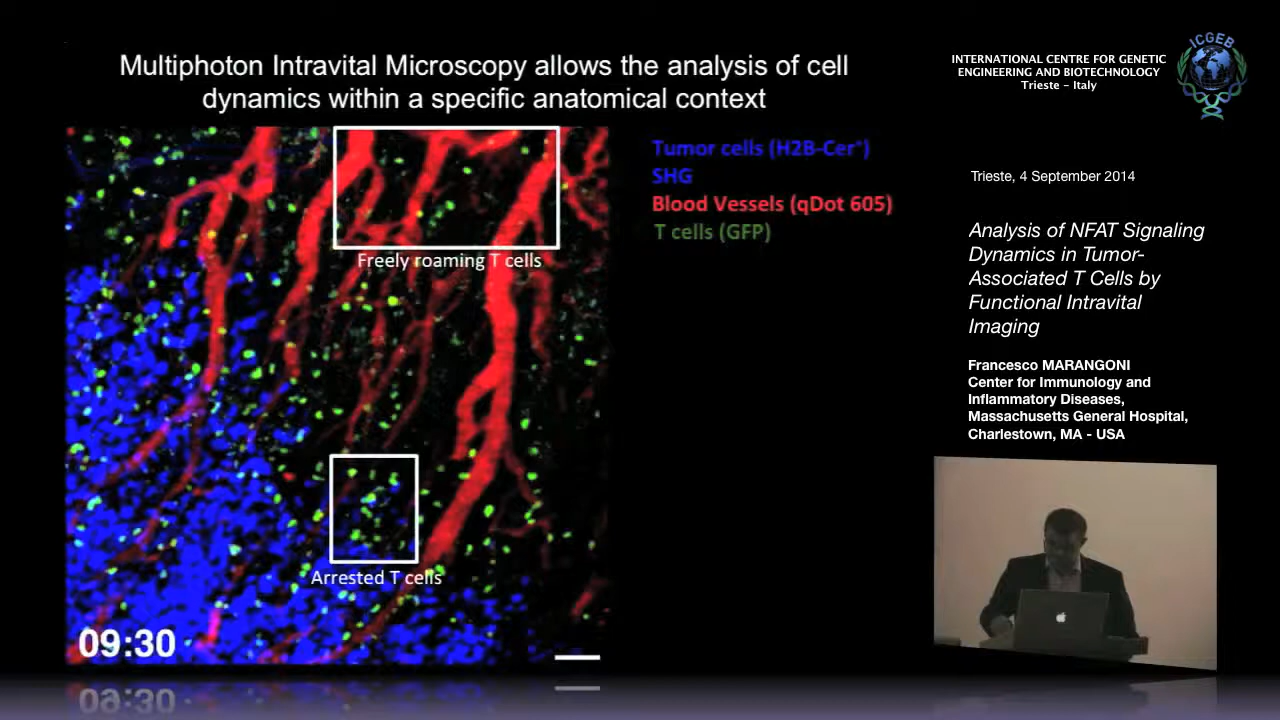 Multiphoton Intravital Microscopy allows the analysis of cell
dynamics within a specific anatomical context
Freely roaming T cells
Arrested T cells
09:30
Tumor cells (H2B-Cer⁺)
SHG
Blood Vessels (qDot 605)
T cells (GFP)
INTERNATIONAL CENTRE FOR GENETIC
ENGINEERING AND BIOTECHNOLOGY
Trieste – Italy
ICGEB
Trieste, 4 September 2014
Analysis of NFAT Signaling
Dynamics in Tumor-
Associated T Cells by
Functional Intravital
Imaging
Francesco MARANGONI
Center for Immunology and
Inflammatory Diseases,
Massachusetts General Hospital,
Charlestown, MA - USA